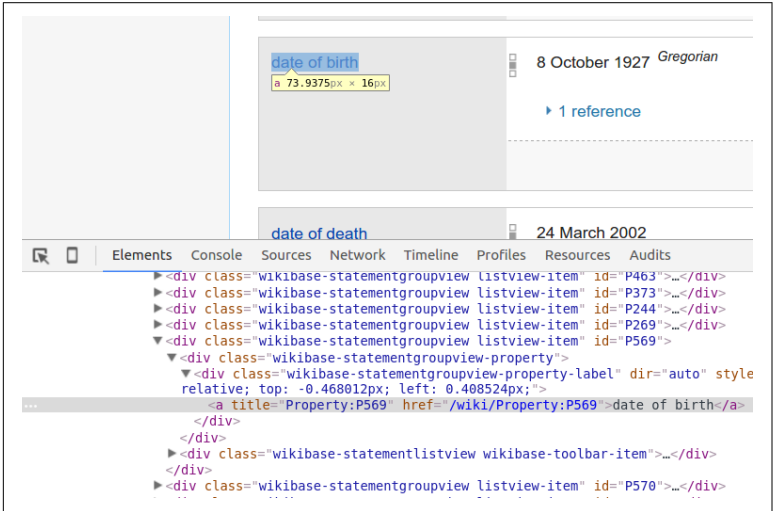 date of birth
8 October 1927 Gregorian
a 73.9375px × 16px
1 reference
date of death
24 March 2002
Elements Console Sources Network Timeline Profiles Resources Audits
▶<div class="wikibase-statementgroupview listview-item" id="P463">…</div>
▶<div class="wikibase-statementgroupview listview-item" id="P373">…</div>
▶<div class="wikibase-statementgroupview listview-item" id="P244">…</div>
▶<div class="wikibase-statementgroupview listview-item" id="P269">…</div>
▼<div class="wikibase-statementgroupview listview-item" id="P569">
▼<div class="wikibase-statementgroupview-property">
▼<div class="wikibase-statementgroupview-property-label" dir="auto" style
relative; top: -0.468012px; left: 0.408524px;">
... <a title="Property:P569" href="/wiki/Property:P569">date of birth</a>
</div>
</div>
▶<div class="wikibase-statementlistview wikibase-toolbar-item">…</div>
</div>
▶<div class="wikibase-statementgroupview listview-item" id="P570">…</div>